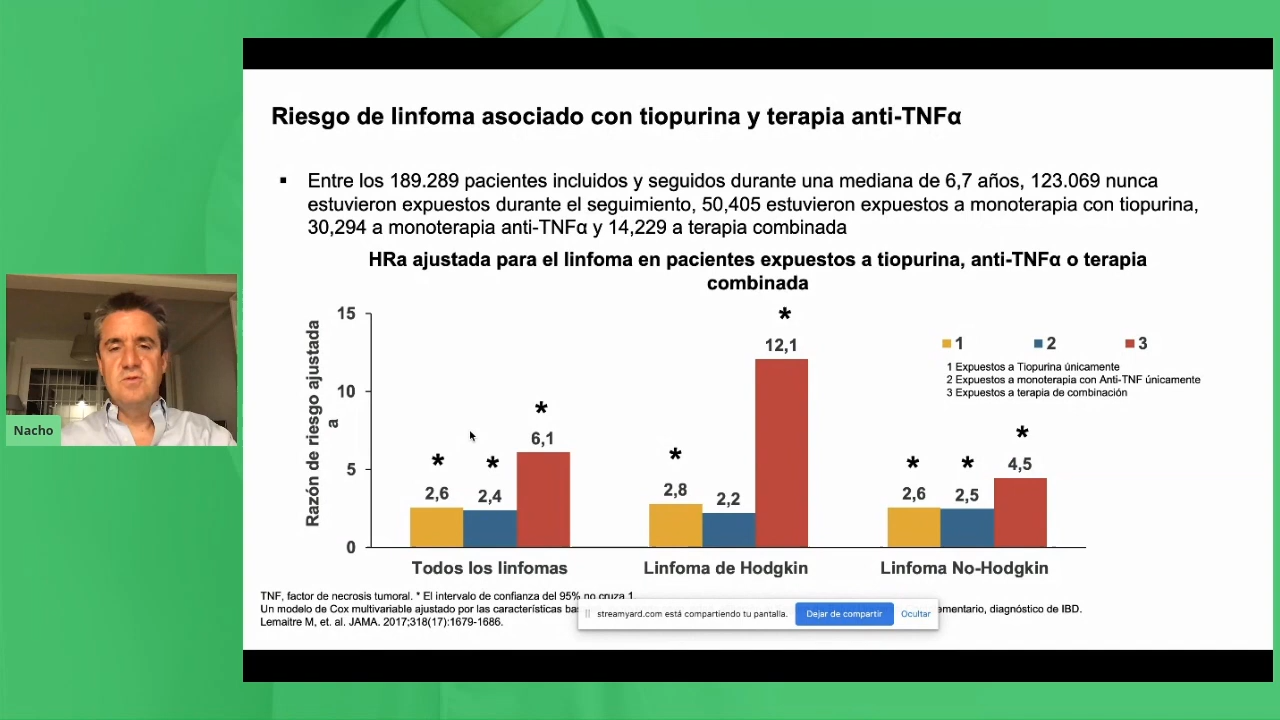 Riesgo de linfoma asociado con tiopurina y terapia anti-TNFα
▪ Entre los 189.289 pacientes incluidos y seguidos durante una mediana de 6,7 años, 123.069 nunca
estuvieron expuestos durante el seguimiento, 50,405 estuvieron expuestos a monoterapia con tiopurina,
30,294 a monoterapia anti-TNFα y 14,229 a terapia combinada
HRa ajustada para el linfoma en pacientes expuestos a tiopurina, anti-TNFα o terapia
combinada
Razón de riesgo ajustada
a
15
10
5
0
*
2,6
*
2,4
*
6,1
*
2,8
2,2
*
12,1
*
2,6
*
2,5
*
4,5
Todos los linfomas
Linfoma de Hodgkin
Linfoma No-Hodgkin
1 2 3
1 Expuestos a Tiopurina únicamente
2 Expuestos a monoterapia con Anti-TNF únicamente
3 Expuestos a terapia de combinación
Nacho
TNF, factor de necrosis tumoral. * El intervalo de confianza del 95% no cruza 1.
Un modelo de Cox multivariable ajustado por las características diagnóstico de IBD.
Lemaitre M, et. al. JAMA. 2017;318(17):1679-1686.
streamyard.com está compartiendo tu pantalla. Dejar de compartir Ocultar